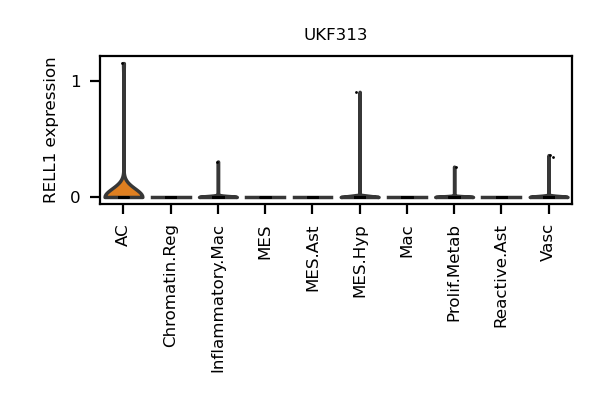 UKF313
RELL1 expression
1
0
AC
Chromatin.Reg
Inflammatory.Mac
MES
MES.Ast
MES.Hyp
Mac
Prolif.Metab
Reactive.Ast
Vasc